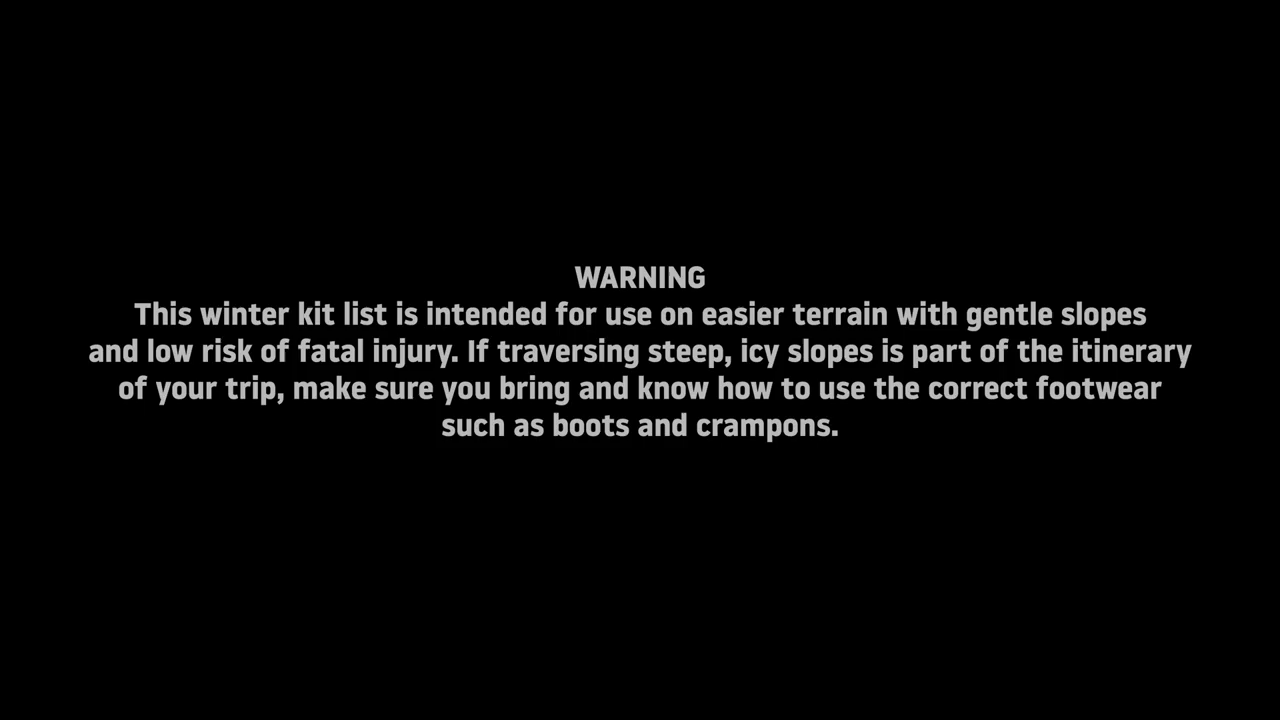 WARNING
This winter kit list is intended for use on easier terrain with gentle slopes
and low risk of fatal injury. If traversing steep, icy slopes is part of the itinerary
of your trip, make sure you bring and know how to use the correct footwear
such as boots and crampons.